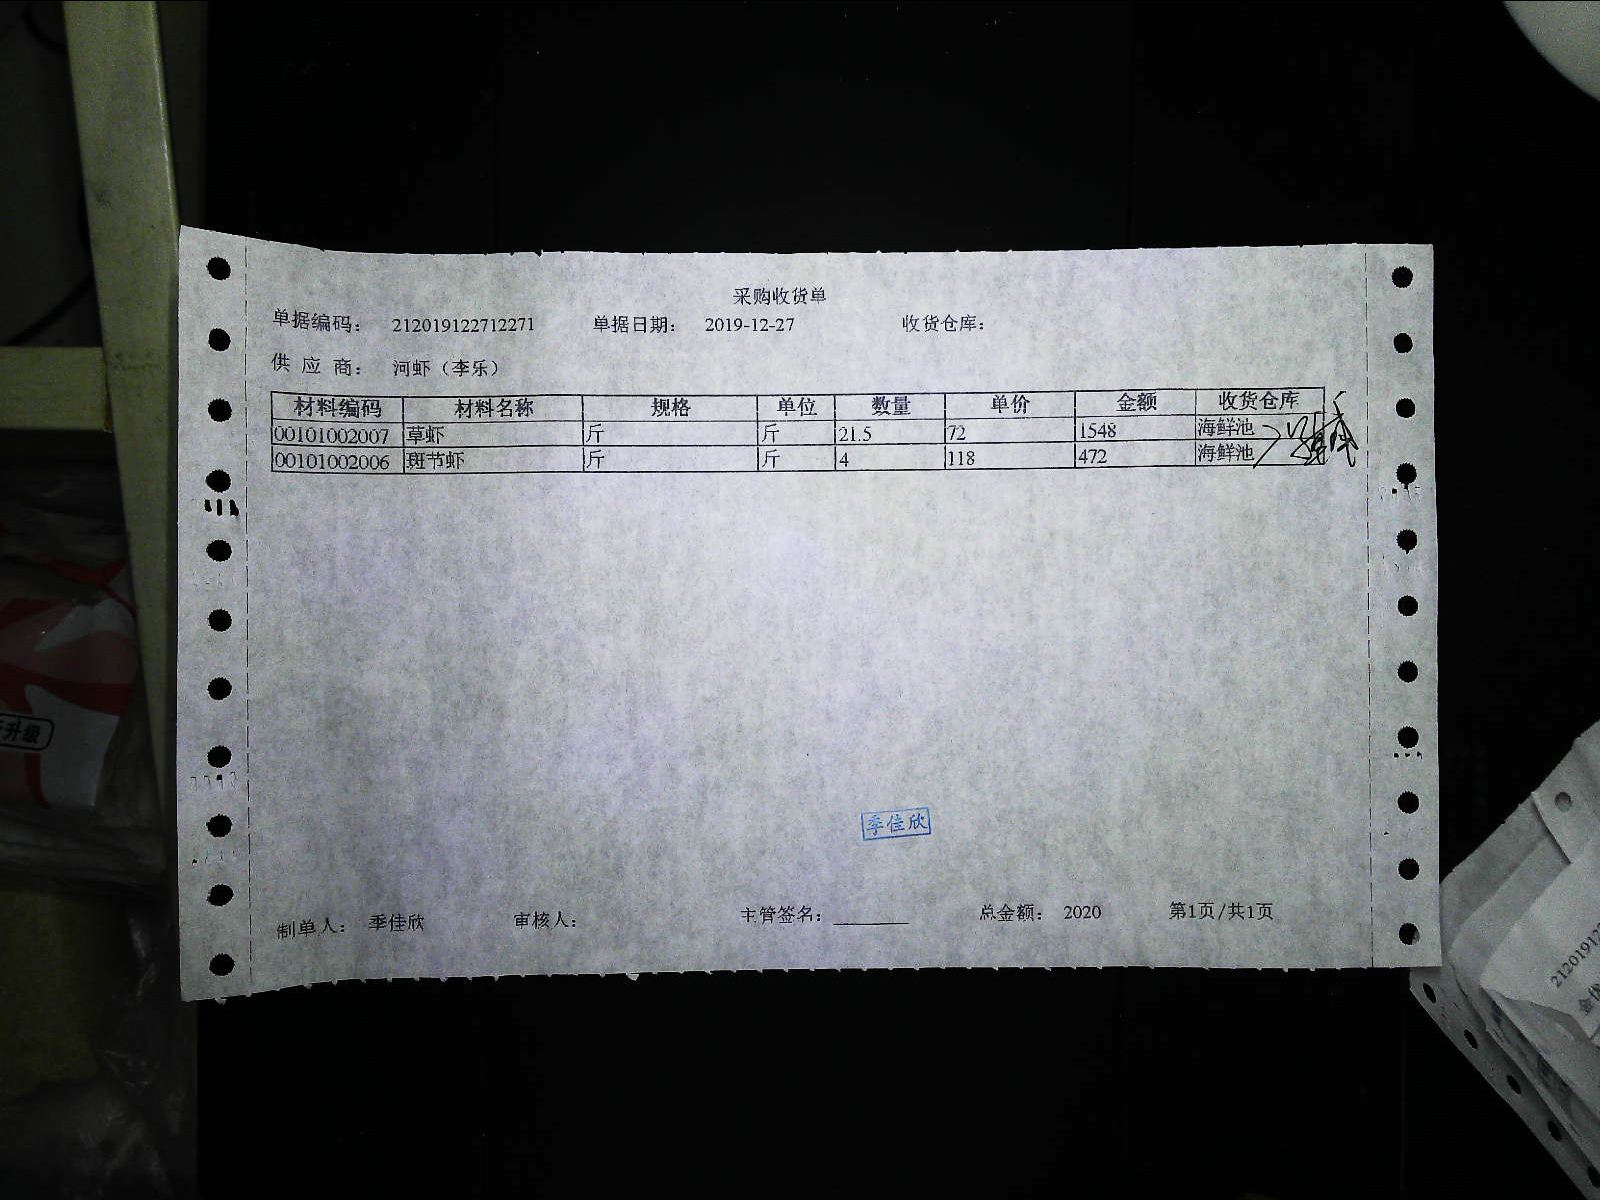 采购收货单
单据编码： 212019122712271 单据日期： 2019-12-27 收货仓库：
供 应 商： 河虾（李乐）
材料编码 材料名称 规格 单位 数量 单价 金额 收货仓库
00101002007 草虾 斤 斤 21.5 72 1548 海鲜池
00101002006 斑节虾 斤 斤 4 118 472 海鲜池
季佳欣
制单人： 季佳欣 审核人： 主管签名： 总金额： 2020 第1页/共1页
升级